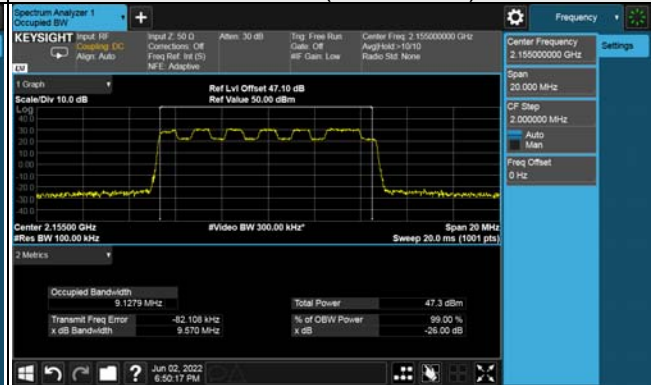 Spectrum Analyzer 1
Occupied BW
Frequency
KEYSIGHT
Input: RF
Coupling: DC
Align: Auto
Input Z: 50 Ω
Corrections: Off
Freq Ref: Int (S)
NFE: Adaptive
Atten: 30 dB
Trig: Free Run
Gate: Off
#IF Gain: Low
Center Freq: 2.155000000 GHz
Avg|Hold:>10/10
Radio Std: None
Center Frequency
2.155000000 GHz
Settings
Span
20.000 MHz
CF Step
2.000000 MHz
Auto
Man
Freq Offset
0 Hz
1 Graph
Scale/Div 10.0 dB
Ref Lvl Offset 47.10 dB
Ref Value 50.00 dBm
Log
40.0
30.0
20.0
10.0
0.00
-10.0
-20.0
-30.0
-40.0
Center 2.15500 GHz
#Res BW 100.00 kHz
#Video BW 300.00 kHz*
Span 20 MHz
Sweep 20.0 ms (1001 pts)
2 Metrics
Occupied Bandwidth
9.1279 MHz
Total Power 47.3 dBm
Transmit Freq Error -82.108 kHz
% of OBW Power 99.00 %
x dB Bandwidth 9.570 MHz
x dB -26.00 dB
?
Jun 02, 2022
6:50:17 PM